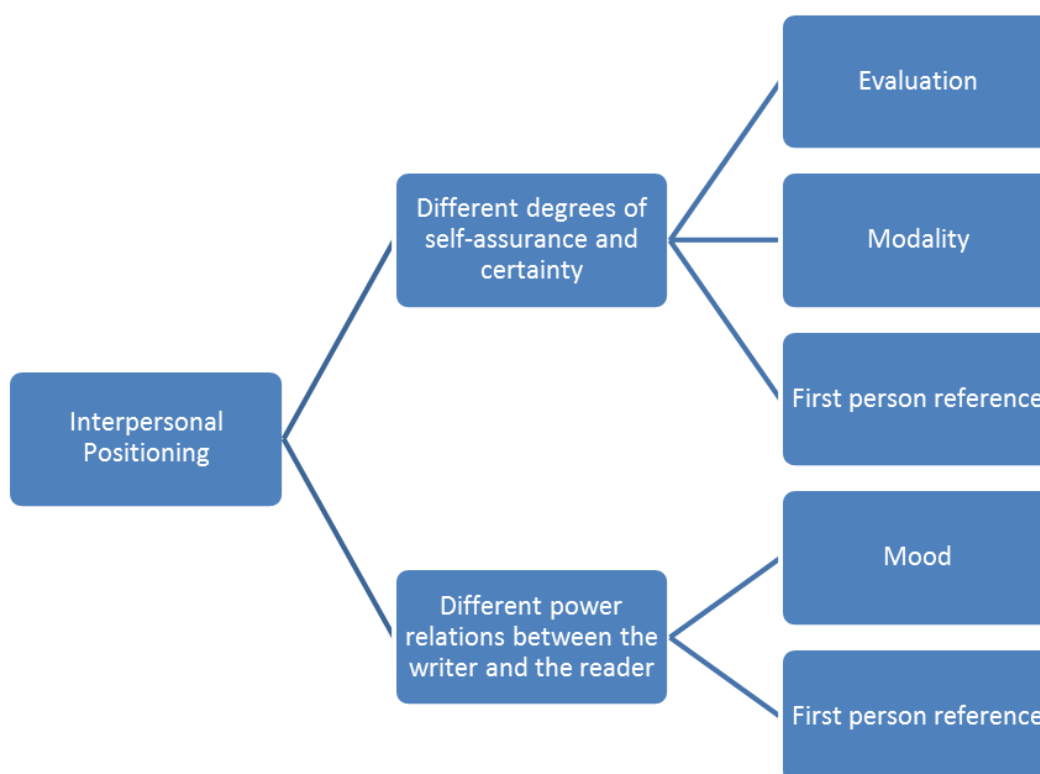 Evaluation
Different degrees of
self-assurance and
certainty
Modality
First person reference
Interpersonal
Positioning
Mood
Different power
relations between the
writer and the reader
First person reference